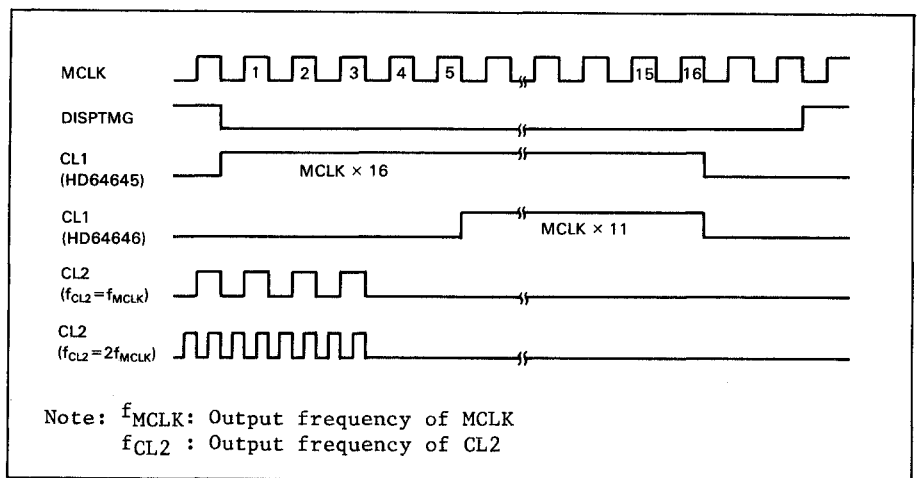 MCLK 1 2 3 4 5 15 16
DISPTMG
CL1
(HD64645)
MCLK × 16
CL1
(HD64646)
MCLK × 11
CL2
(fCL2=fMCLK)
CL2
(fCL2=2fMCLK)
Note: fMCLK: Output frequency of MCLK
fCL2 : Output frequency of CL2